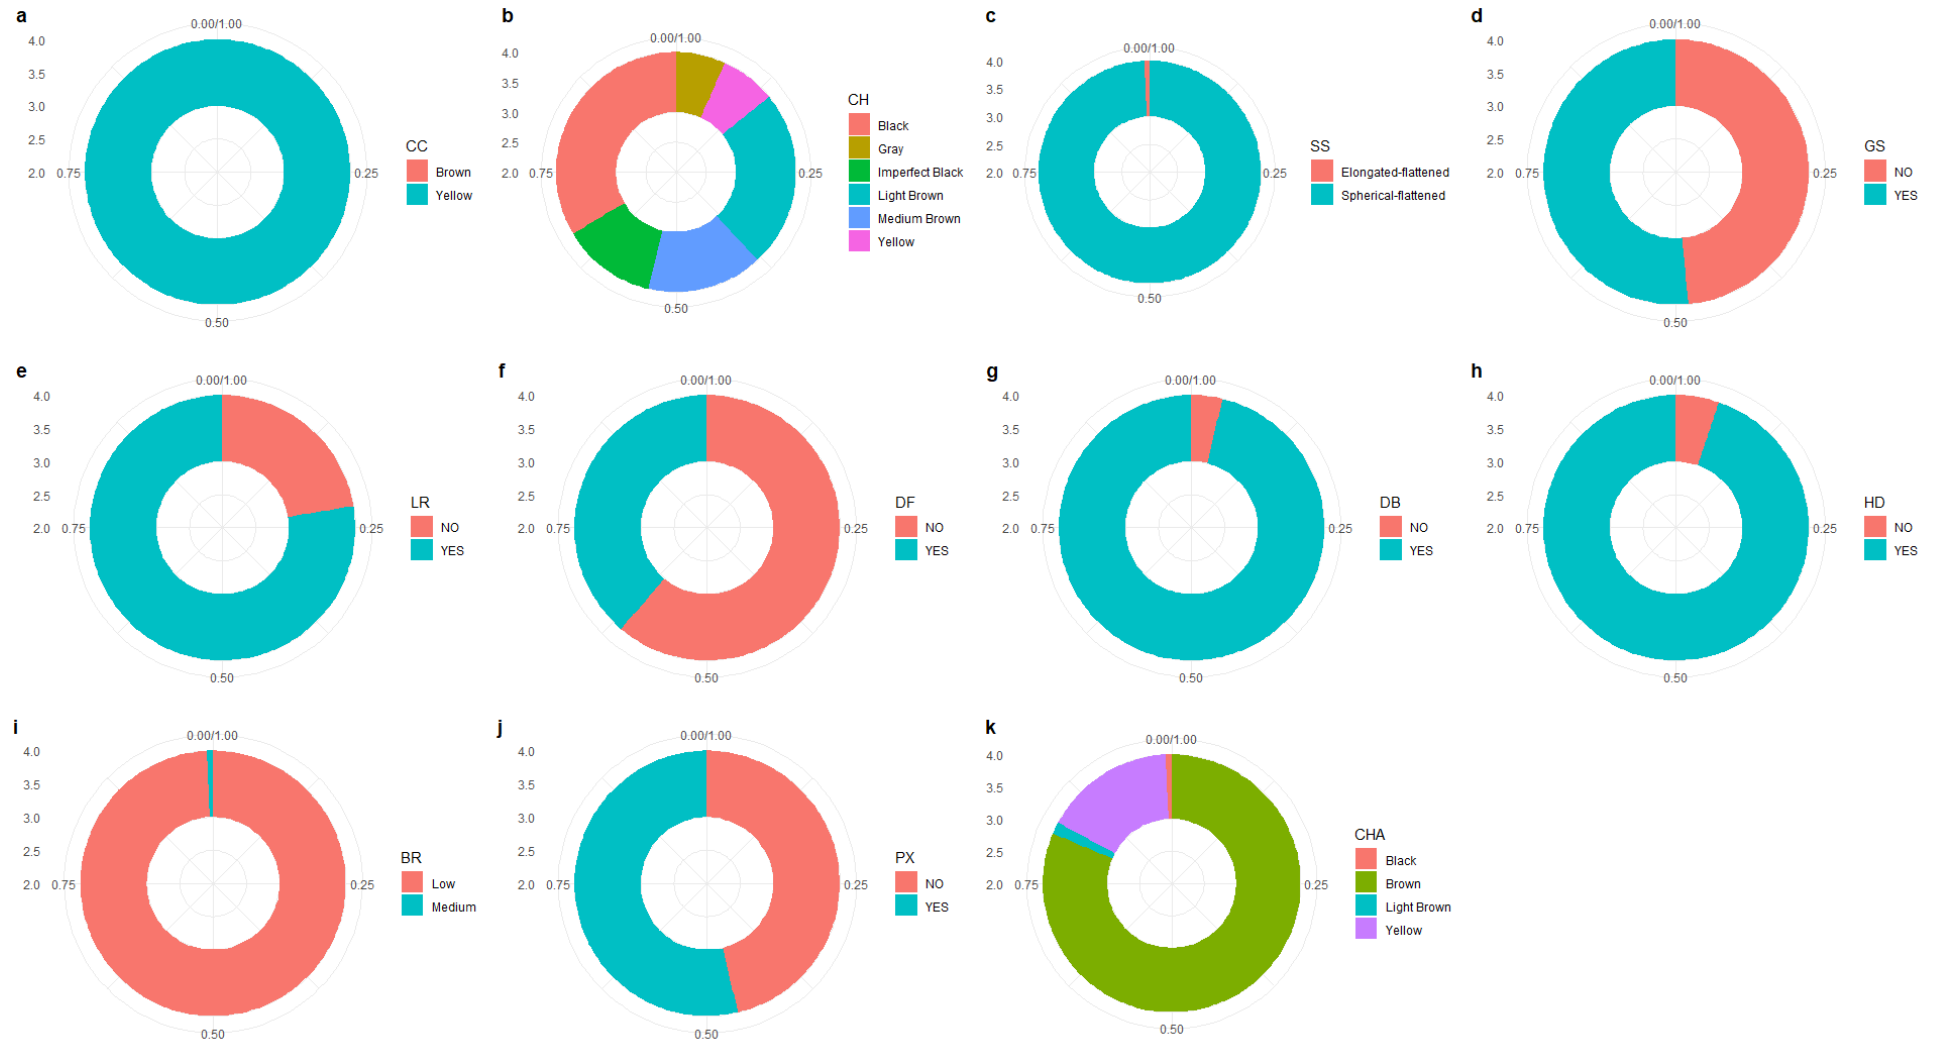 a
0.00/1.00
4.0
3.5
3.0
2.5
2.0
0.75
0.25
0.50
CC
Brown
Yellow
b
0.00/1.00
4.0
3.5
3.0
2.5
2.0
0.75
0.25
0.50
CH
Black
Gray
Imperfect Black
Light Brown
Medium Brown
Yellow
c
0.00/1.00
4.0
3.5
3.0
2.5
2.0
0.75
0.25
0.50
SS
Elongated-flattened
Spherical-flattened
d
0.00/1.00
4.0
3.5
3.0
2.5
2.0
0.75
0.25
0.50
GS
NO
YES
e
0.00/1.00
4.0
3.5
3.0
2.5
2.0
0.75
0.25
0.50
LR
NO
YES
f
0.00/1.00
4.0
3.5
3.0
2.5
2.0
0.75
0.25
0.50
DF
NO
YES
g
0.00/1.00
4.0
3.5
3.0
2.5
2.0
0.75
0.25
0.50
DB
NO
YES
h
0.00/1.00
4.0
3.5
3.0
2.5
2.0
0.75
0.25
0.50
HD
NO
YES
i
0.00/1.00
4.0
3.5
3.0
2.5
2.0
0.75
0.25
0.50
BR
Low
Medium
j
0.00/1.00
4.0
3.5
3.0
2.5
2.0
0.75
0.25
0.50
PX
NO
YES
k
0.00/1.00
4.0
3.5
3.0
2.5
2.0
0.75
0.25
0.50
CHA
Black
Brown
Light Brown
Yellow